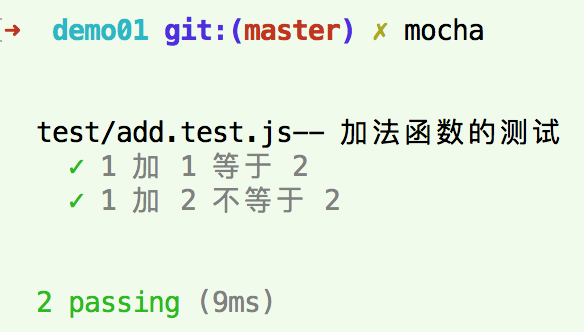 ➜ demo01 git:(master) ✗ mocha
test/add.test.js-- 加法函数的测试
✓ 1 加 1 等于 2
✓ 1 加 2 不等于 2
2 passing (9ms)